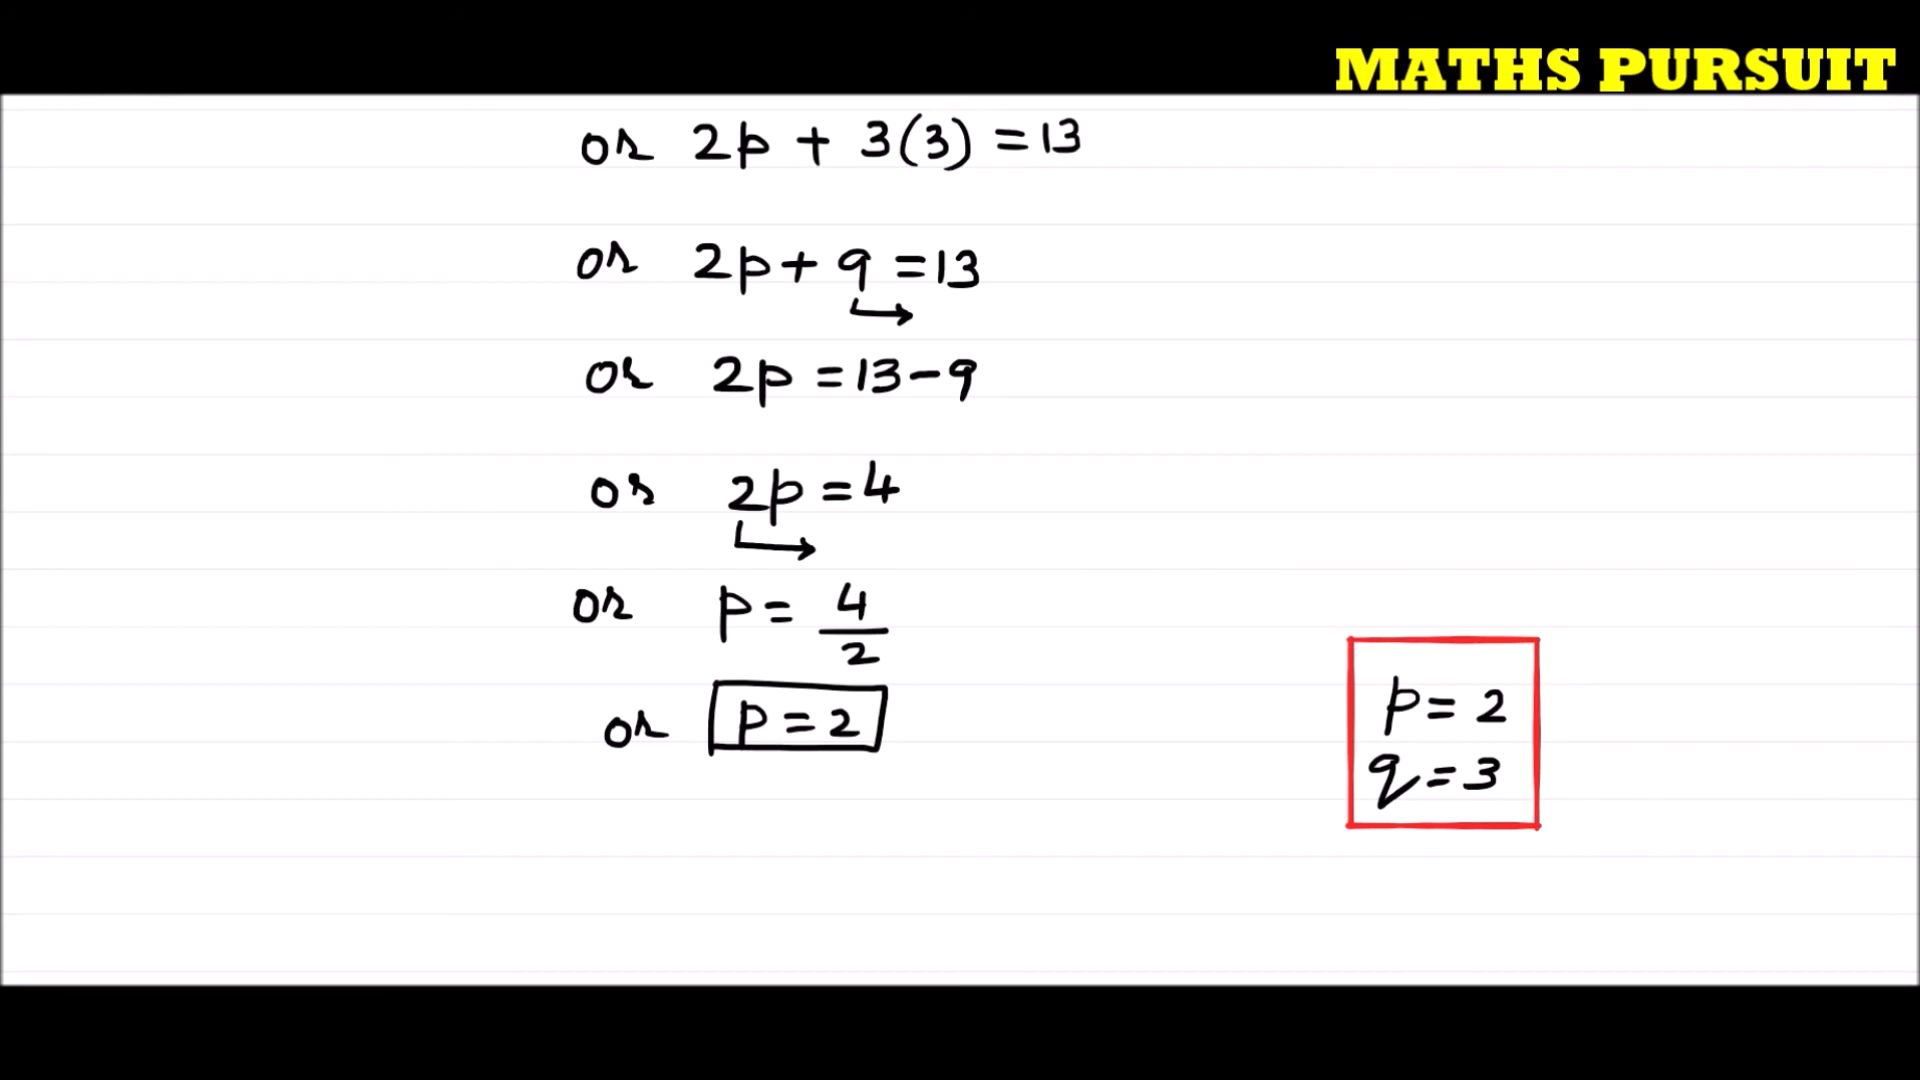 MATHS PURSUIT
or 2p + 3(3) = 13
or 2p + 9 = 13
or 2p = 13 - 9
or 2p = 4
or p = 4/2
or p = 2
p = 2
q = 3